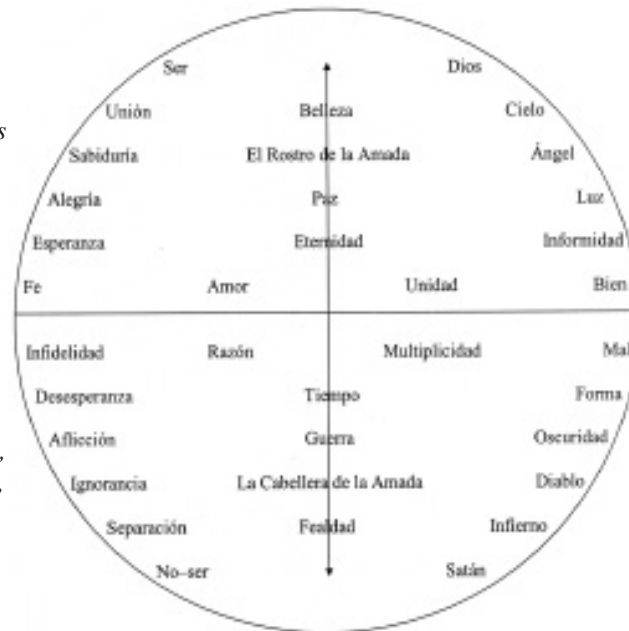 Ser Dios
Unión Belleza Cielo
s
Sabiduría El Rostro de la Amada Ángel
Alegría Paz Luz
Esperanza Eternidad Informidad
Fe Amor Unidad Bien
Infidelidad Razón Multiplicidad Mal
Desesperanza Tiempo Forma
Aflicción Guerra Oscuridad
,
Ignorancia La Cabellera de la Amada Diablo
,
Separación Fealdad Infierno
No–ser Satán